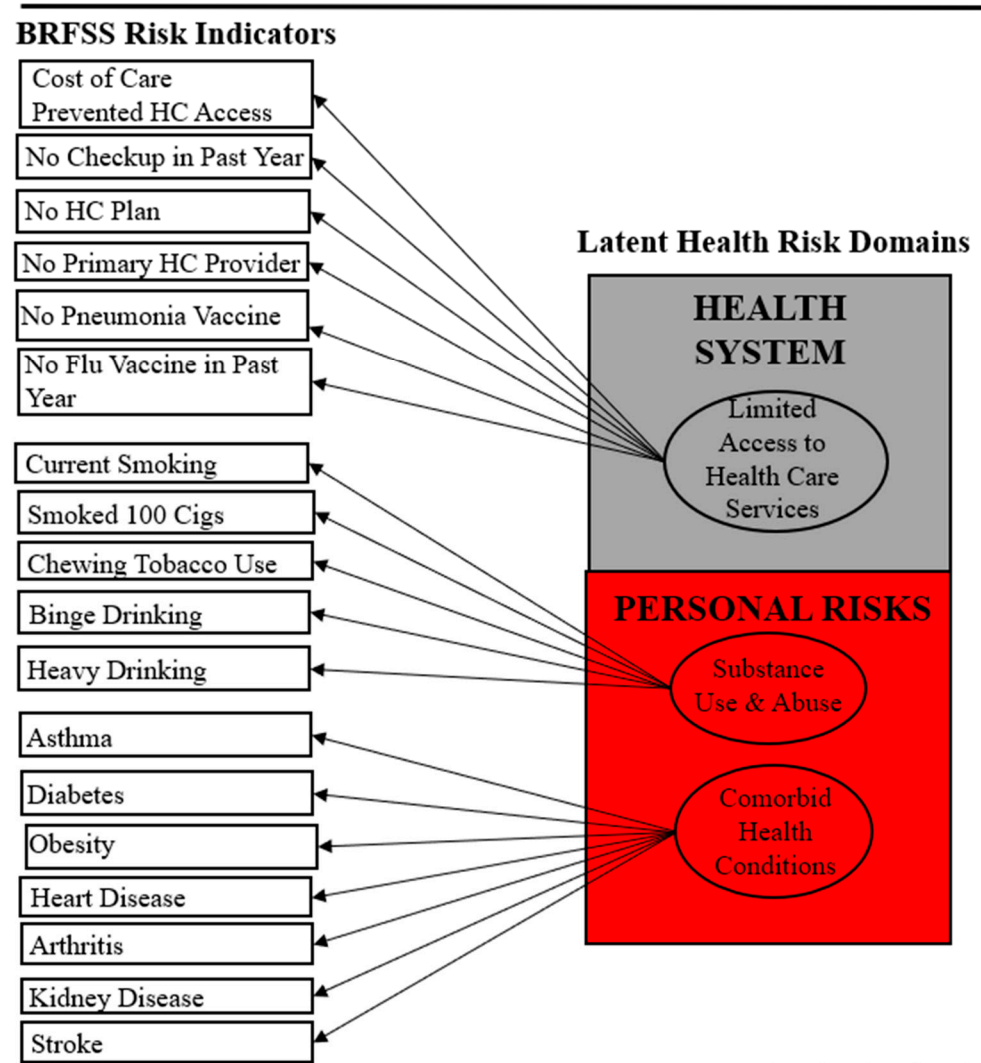 BRFSS Risk Indicators
Cost of Care
Prevented HC Access
No Checkup in Past Year
No HC Plan
No Primary HC Provider
No Pneumonia Vaccine
No Flu Vaccine in Past
Year
Current Smoking
Smoked 100 Cigs
Chewing Tobacco Use
Binge Drinking
Heavy Drinking
Asthma
Diabetes
Obesity
Heart Disease
Arthritis
Kidney Disease
Stroke
Latent Health Risk Domains
HEALTH
SYSTEM
Limited
Access to
Health Care
Services
PERSONAL RISKS
Substance
Use & Abuse
Comorbid
Health
Conditions